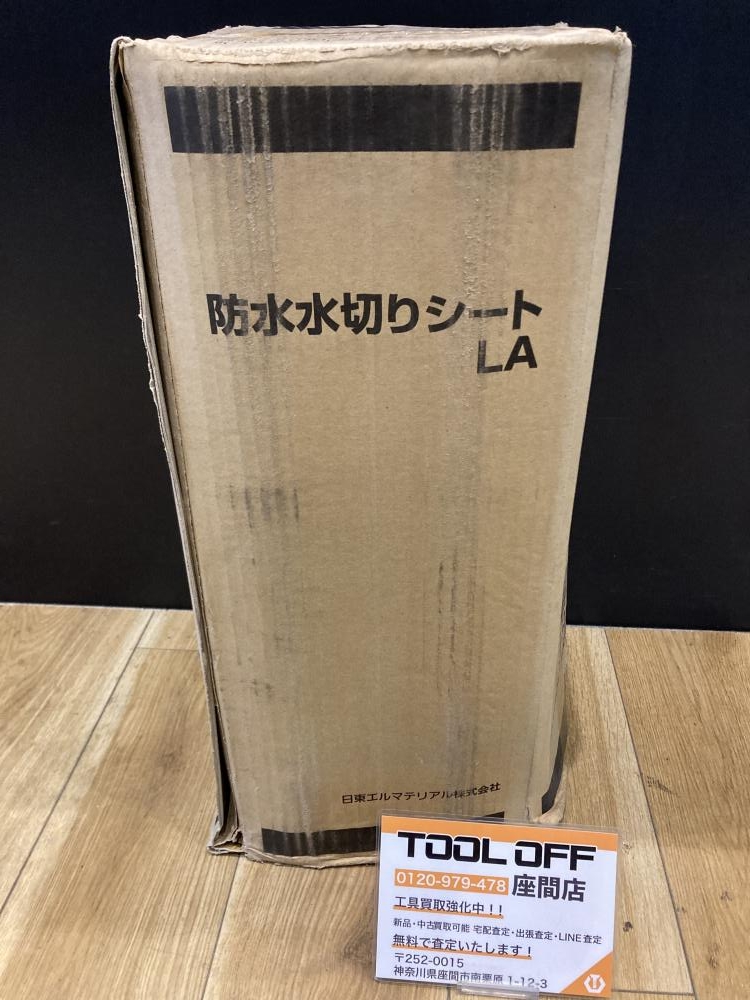 防水水切りシート
LA
日東エルマテリアル株式会社
TOOL OFF
0120-979-478 座間店
工具買取強化中!!
新品・中古買取可能 宅配査定・出張査定・LINE査定
無料で査定いたします!
〒252-0015
神奈川県座間市南栗原 1-12-3